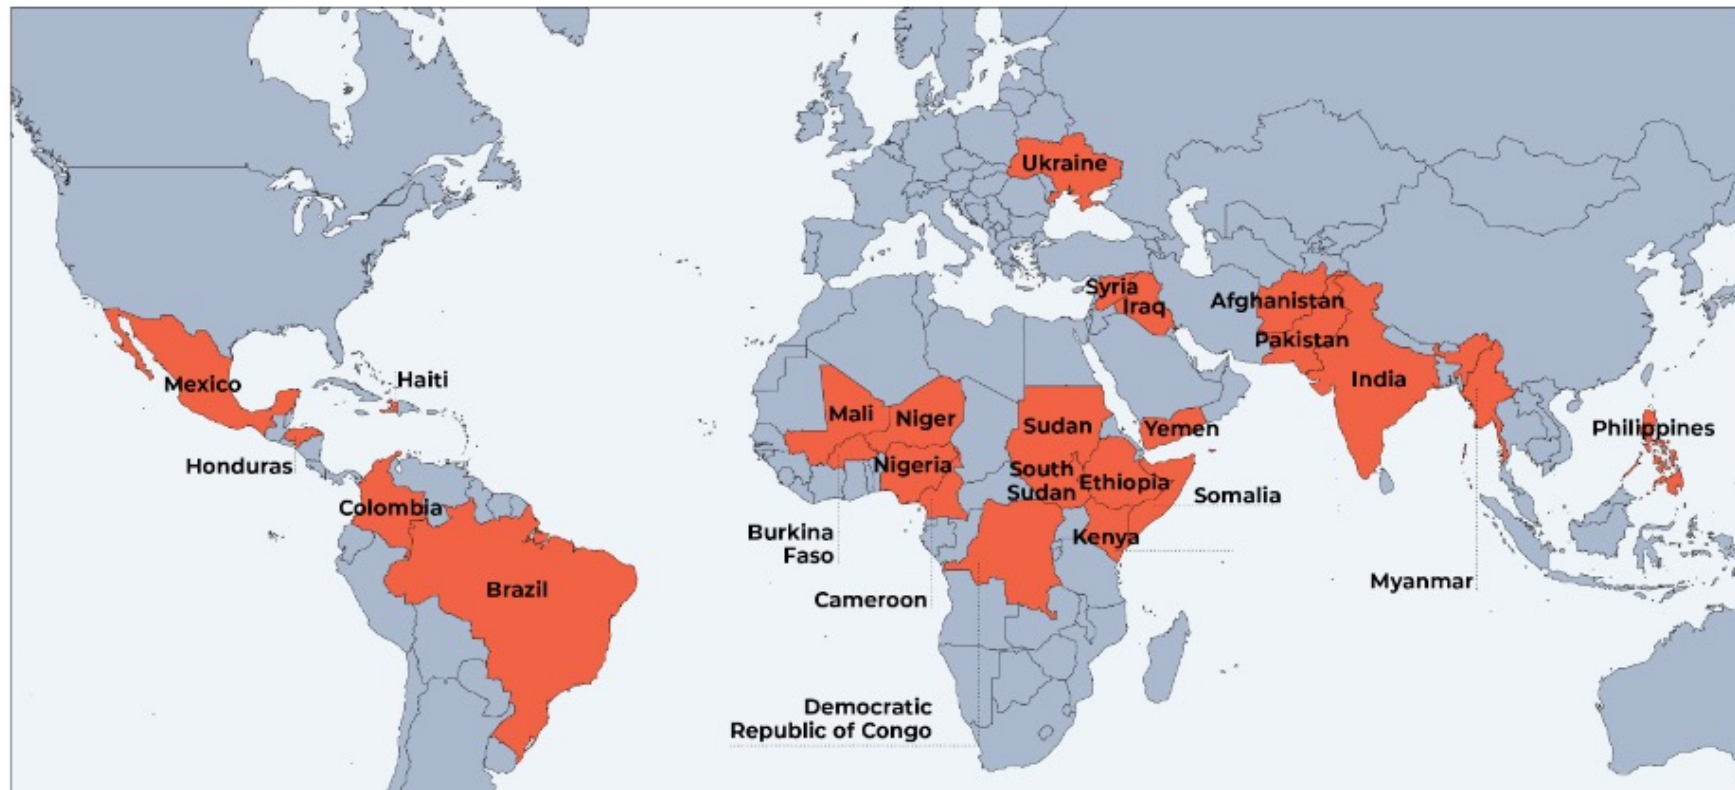 Ukraine
Syria
Iraq
Afghanistan
Pakistan
India
Mexico
Haiti
Honduras
Colombia
Brazil
Mali
Niger
Nigeria
Sudan
South
Sudan
Ethiopia
Yemen
Somalia
Kenya
Burkina
Faso
Cameroon
Democratic
Republic of Congo
Myanmar
Philippines